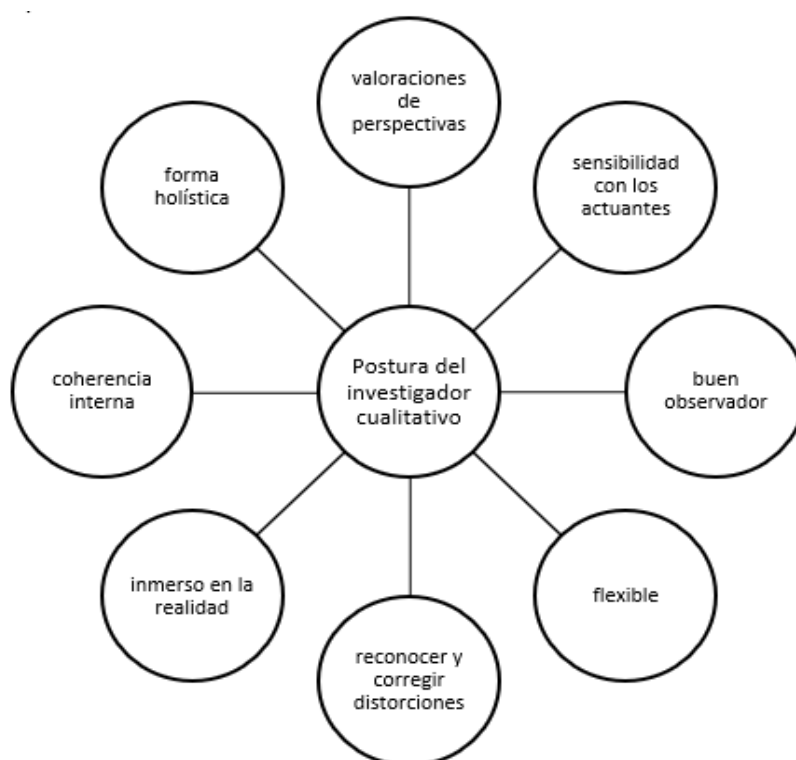 valoraciones
de
perspectivas
sensibilidad
con los
actuantes
buen
observador
flexible
reconocer y
corregir
distorciones
inmerso en la
realidad
coherencia
interna
forma
holística
Postura del
investigador
cualitativo